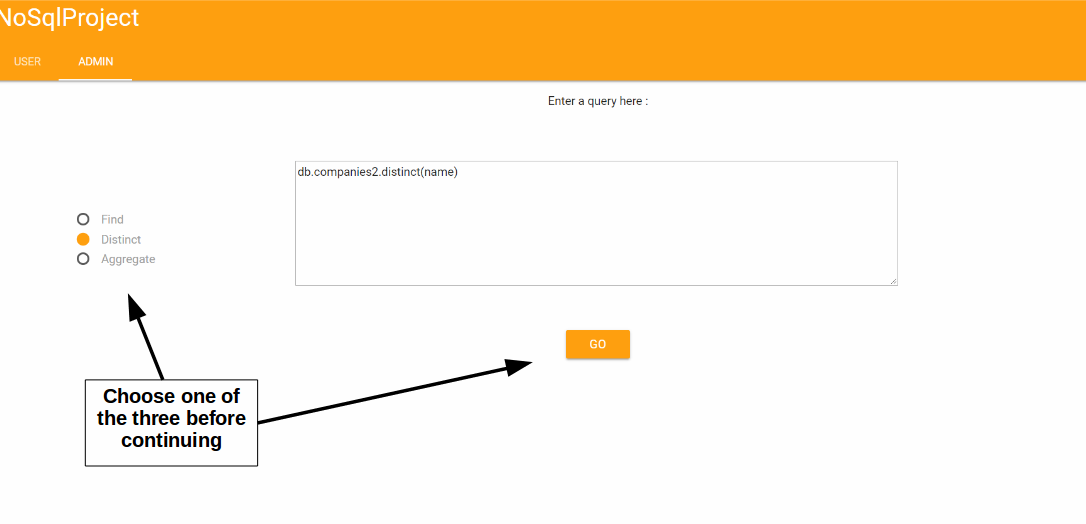 NoSqlProject
USER ADMIN
Enter a query here :
db.companies2.distinct(name)
Find
Distinct
Aggregate
GO
Choose one of
the three before
continuing